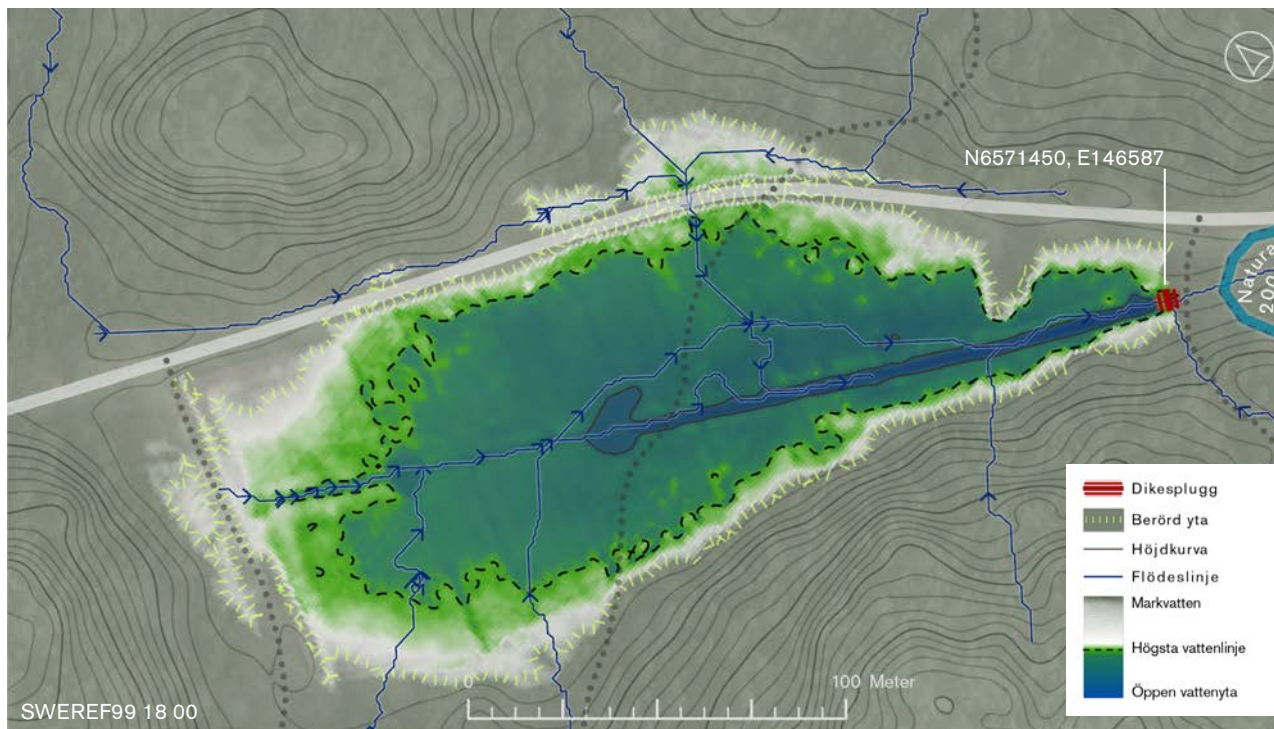 N6571450, E146587
Natura
200
Dikesplugg
Berörd yta
Höjdkurva
Flödeslinje
Markvatten
Högsta vattenlinje
Öppen vattenyta
0
100 Meter
SWEREF99 18 00